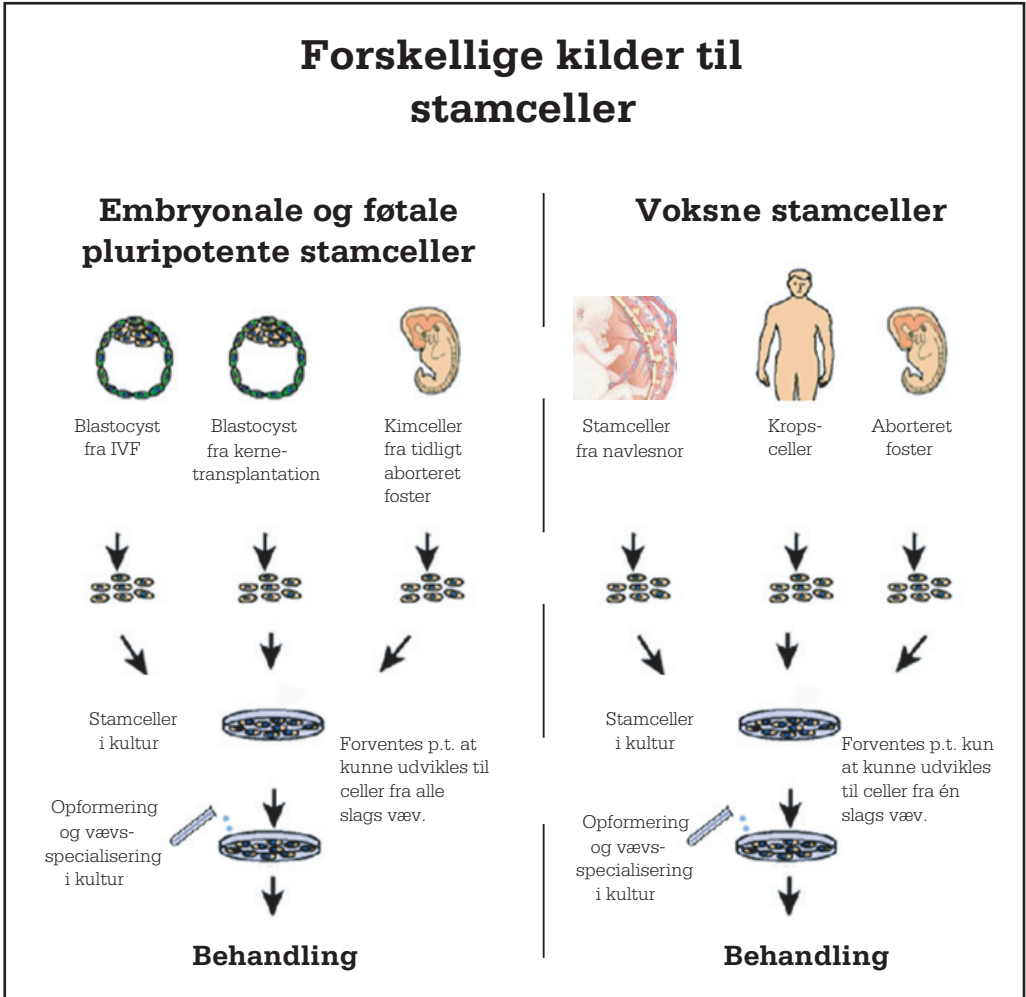 Forskellige kilder til
stamceller
Embryonale og føtale
pluripotente stamceller
Blastocyst
fra IVF
Blastocyst
fra kerne-
transplantation
Kimceller
fra tidligt
aborteret
foster
Stamceller
i kultur
Forventes p.t. at
kunne udvikles til
celler fra alle
slags væv.
Opformering
og vævs-
specialisering
i kultur
Behandling
Voksne stamceller
Stamceller
fra navlesnor
Krops-
celler
Aborteret
foster
Stamceller
i kultur
Forventes p.t. kun
at kunne udvikles
til celler fra én
slags væv.
Opformering
og vævs-
specialisering
i kultur
Behandling